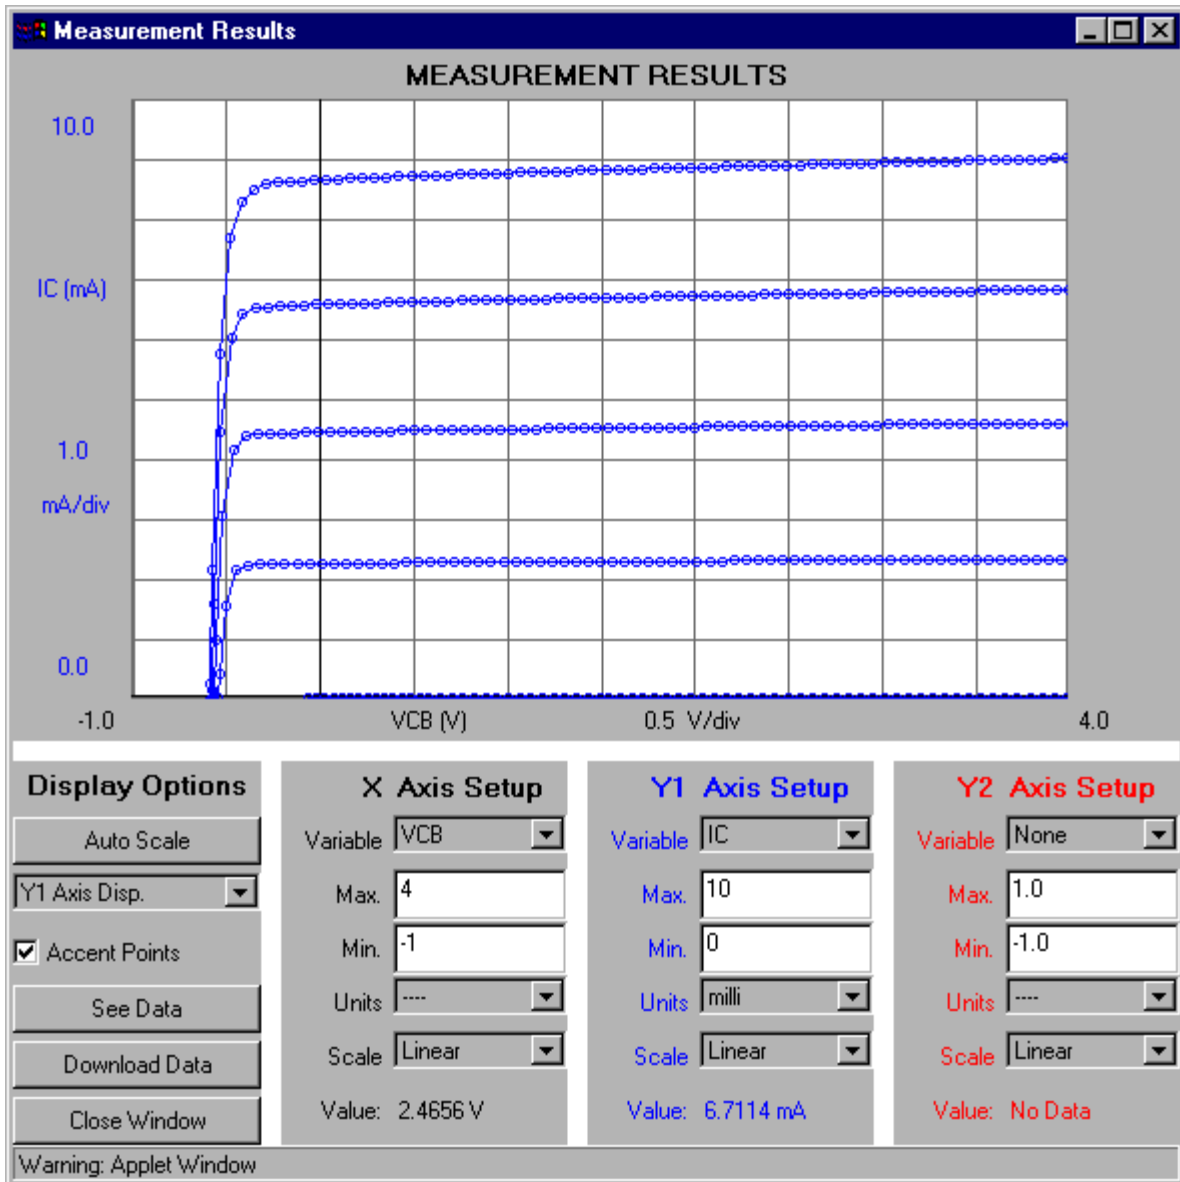 Measurement Results
MEASUREMENT RESULTS
10.0
IC (mA)
1.0
mA/div
0.0
-1.0 VCB (V) 0.5 V/div 4.0
Display Options
Auto Scale
Y1 Axis Disp.
Accent Points
See Data
Download Data
Close Window
X Axis Setup
Variable VCB
Max. 4
Min. -1
Units ----
Scale Linear
Value: 2.4656 V
Y1 Axis Setup
Variable IC
Max. 10
Min. 0
Units milli
Scale Linear
Value: 6.7114 mA
Y2 Axis Setup
Variable None
Max. 1.0
Min. -1.0
Units ----
Scale Linear
Value: No Data
Warning: Applet Window